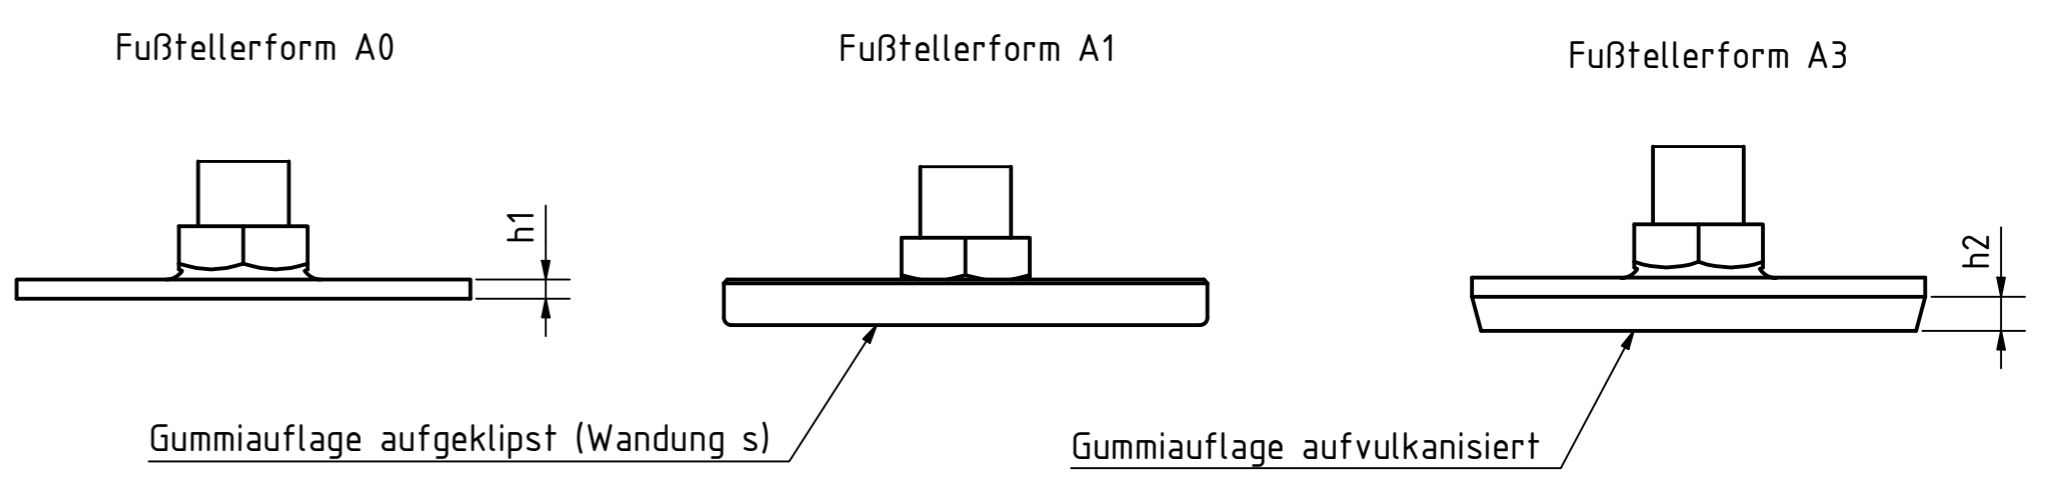 Fußtellerform A0
Fußtellerform A1
Fußtellerform A3
h1
h2
Gummiauflage aufgeklipst (Wandung s)
Gummiauflage aufvulkanisiert